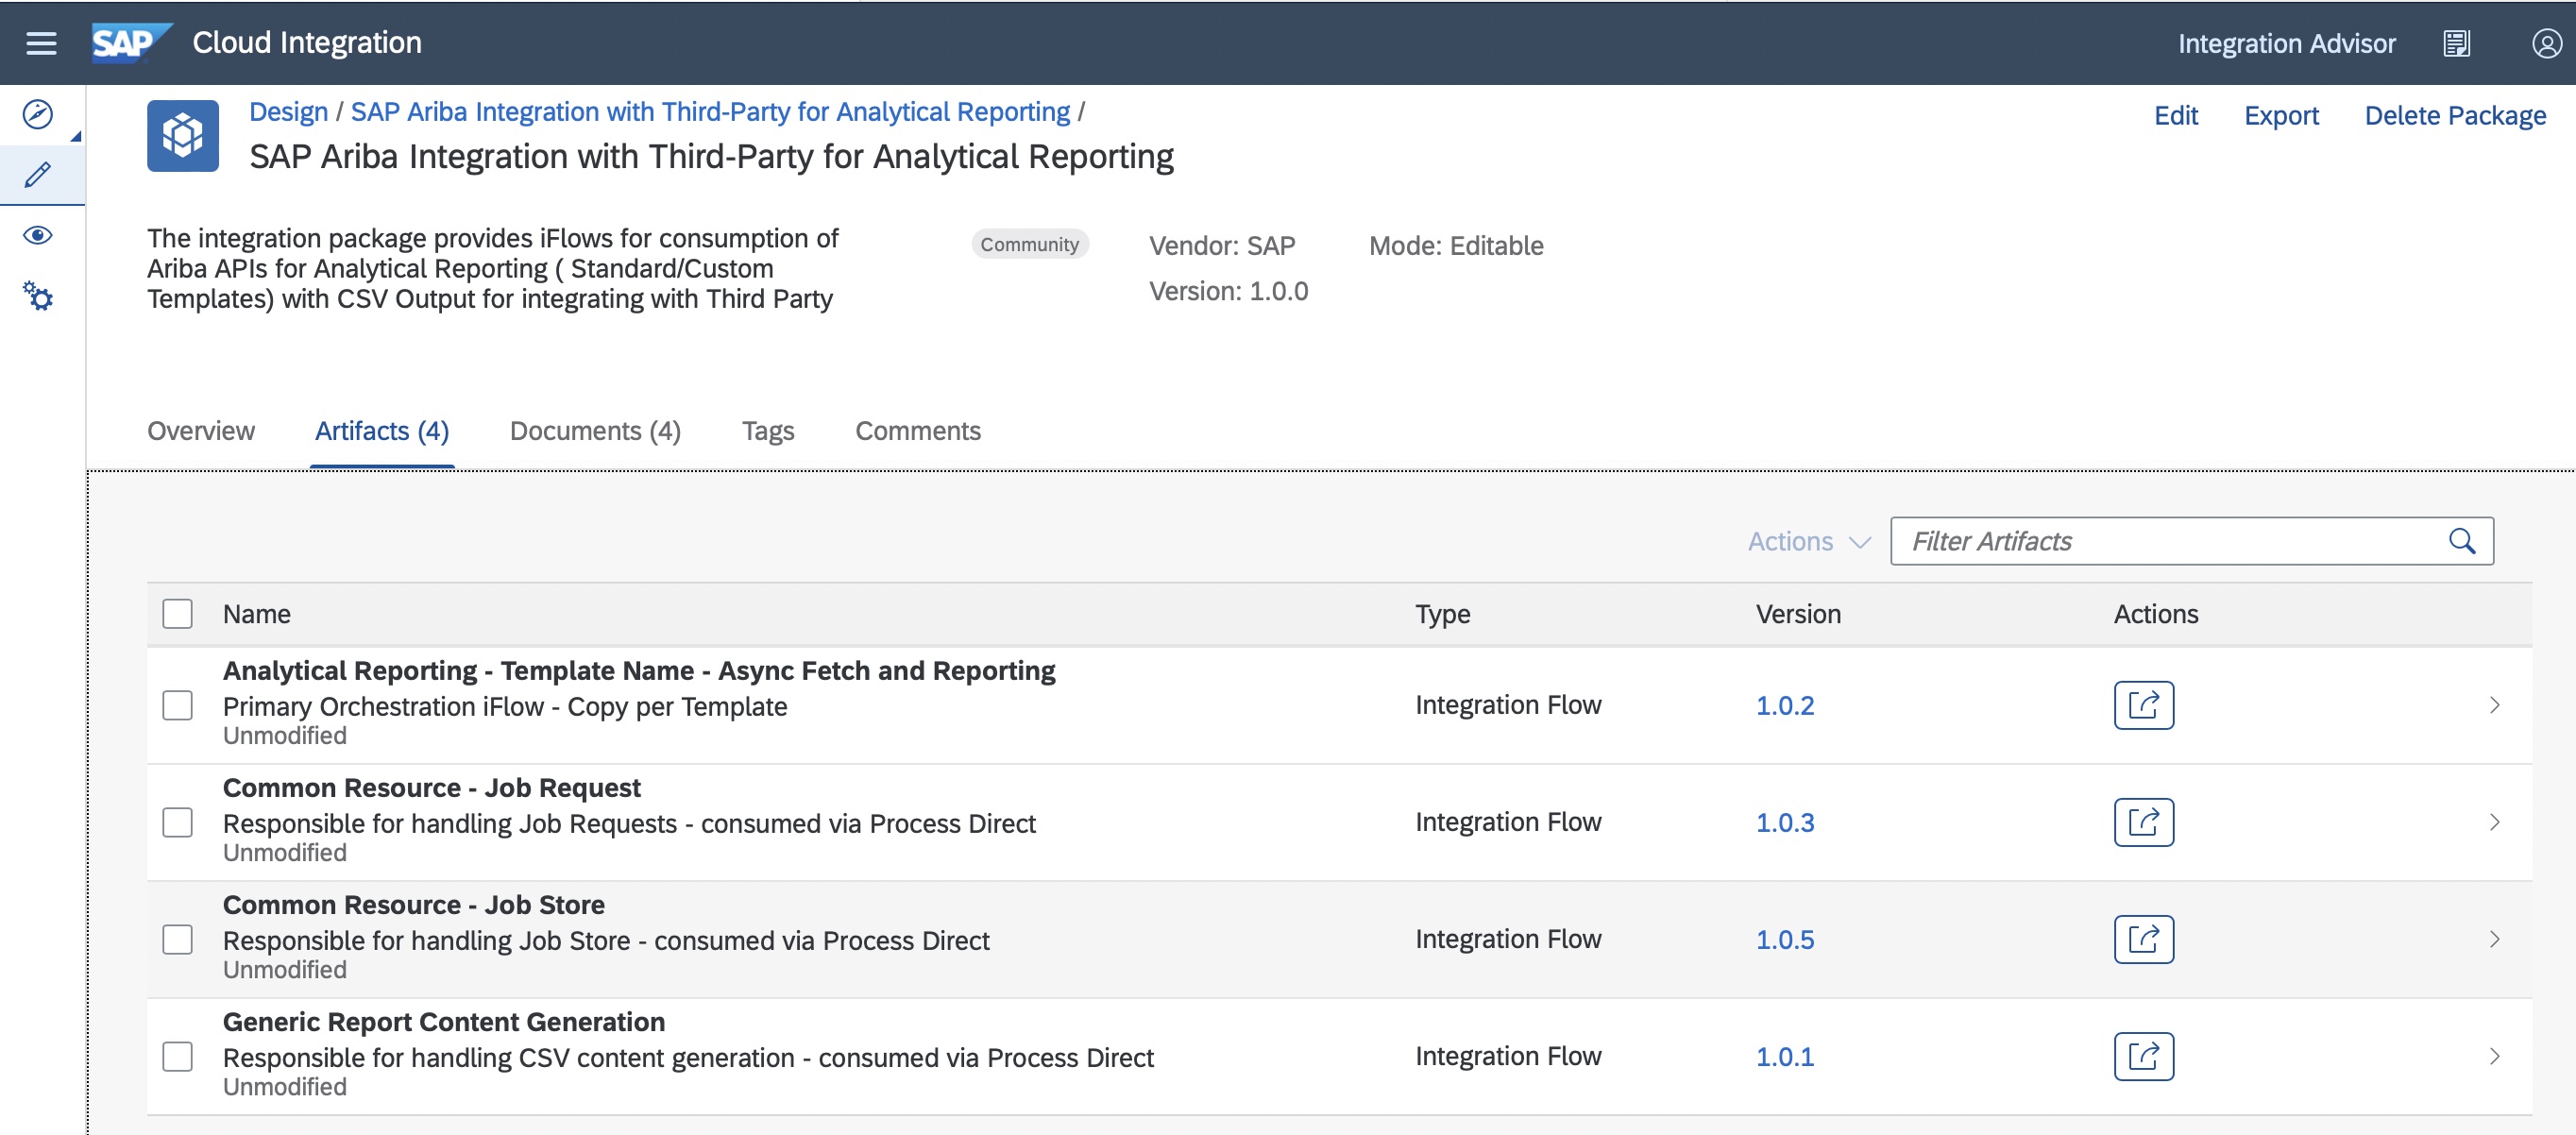 SAP Cloud Integration
Integration Advisor
Design / SAP Ariba Integration with Third-Party for Analytical Reporting /
Edit
Export
Delete Package
SAP Ariba Integration with Third-Party for Analytical Reporting
The integration package provides iFlows for consumption of
Ariba APIs for Analytical Reporting ( Standard/Custom
Templates) with CSV Output for integrating with Third Party
Community
Vendor: SAP
Mode: Editable
Version: 1.0.0
Overview
Artifacts (4)
Documents (4)
Tags
Comments
Actions
Filter Artifacts
Name
Type
Version
Actions
Analytical Reporting - Template Name - Async Fetch and Reporting
Primary Orchestration iFlow - Copy per Template
Unmodified
Integration Flow
1.0.2
Common Resource - Job Request
Responsible for handling Job Requests - consumed via Process Direct
Unmodified
Integration Flow
1.0.3
Common Resource - Job Store
Responsible for handling Job Store - consumed via Process Direct
Unmodified
Integration Flow
1.0.5
Generic Report Content Generation
Responsible for handling CSV content generation - consumed via Process Direct
Unmodified
Integration Flow
1.0.1